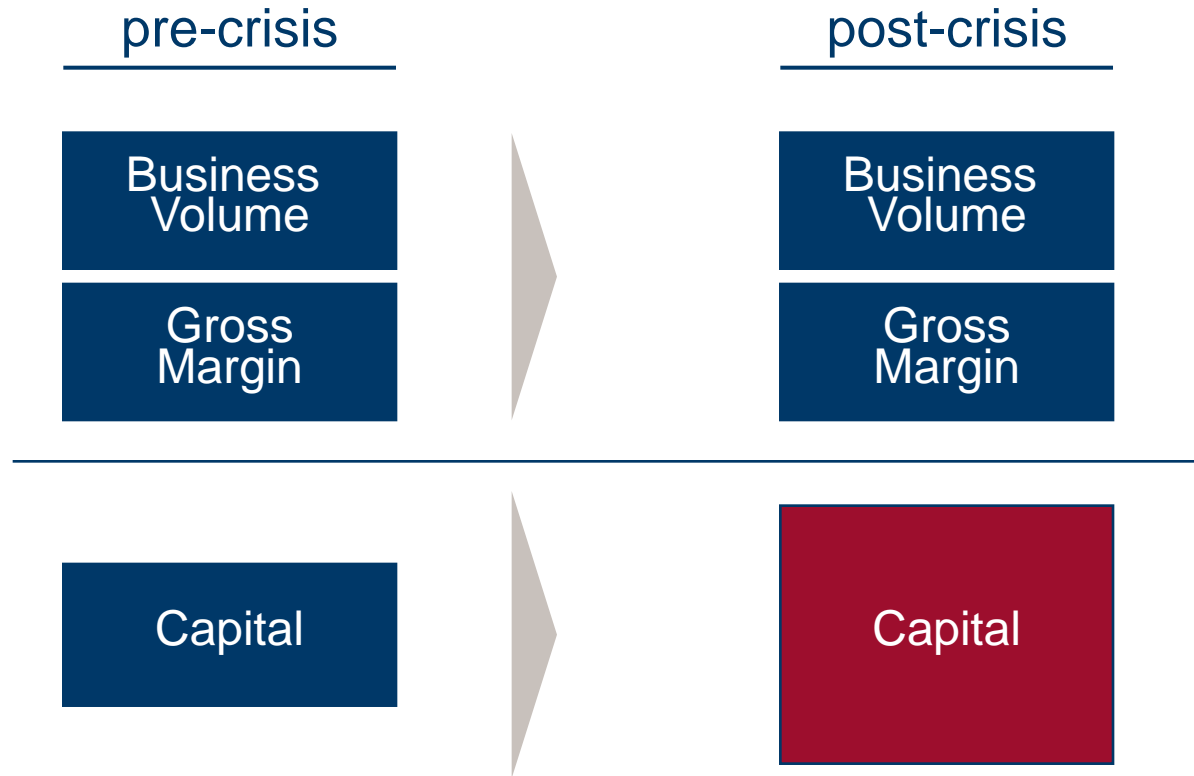 pre-crisis
post-crisis
Business
Volume
Business
Volume
Gross
Margin
Gross
Margin
Capital
Capital